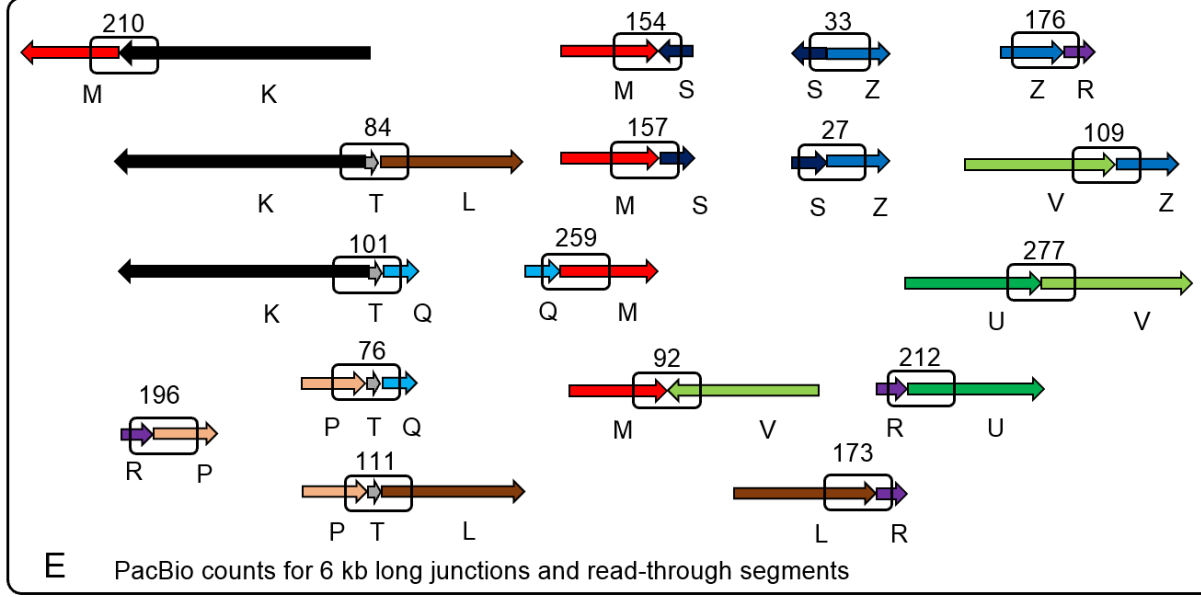 210
M K
154
M S
33
S Z
176
Z R
84
K T L
157
M S
27
S Z
109
V Z
101
K T Q
259
Q M
277
U V
76
P T Q
92
M V
212
R U
196
R P
111
P T L
173
L R
E PacBio counts for 6 kb long junctions and read-through segments